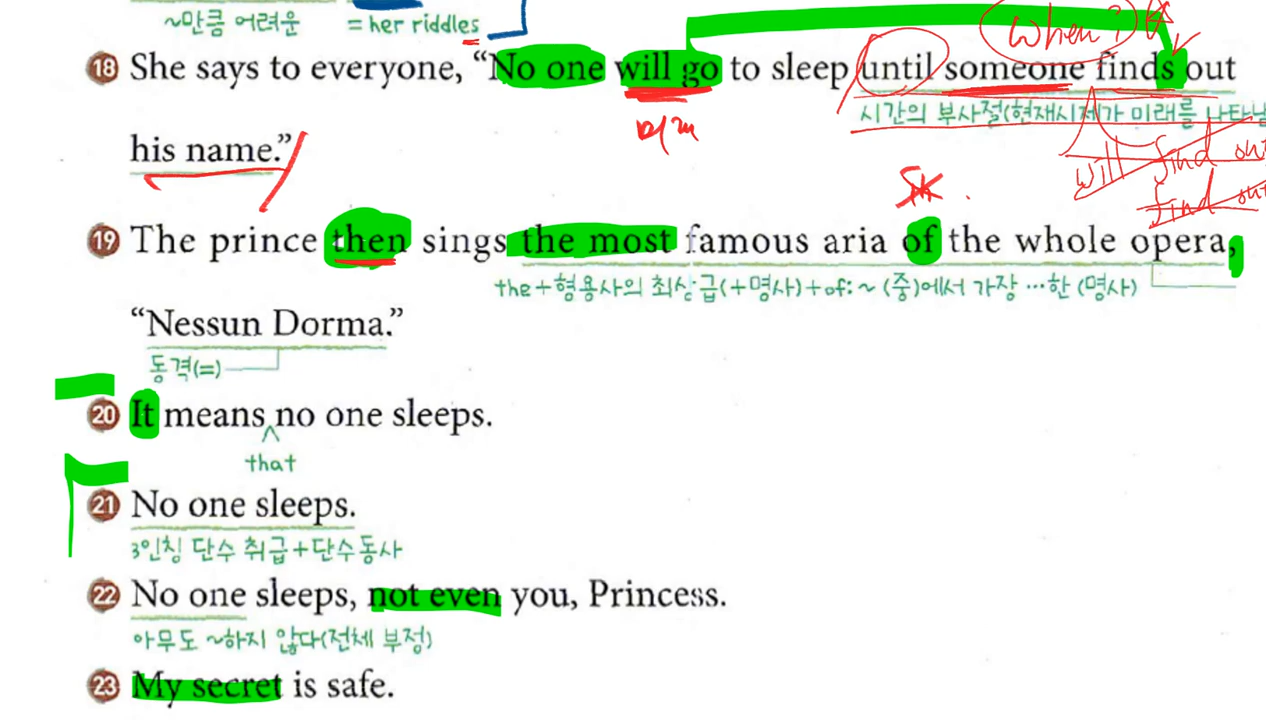 ~만큼 어려운 = her riddles
When?
⑱ She says to everyone, “No one will go to sleep until someone finds out
미래
시간의 부사절(현재시제가 미래를 나타냄
his name.”
will find out
find out
⑲ The prince then sings the most famous aria of the whole opera,
the+형용사의 최상급(+명사)+of: ~ (중)에서 가장 …한 (명사)
“Nessun Dorma.”
동격(=)
⑳ It means no one sleeps.
that
㉑ No one sleeps.
3인칭 단수 취급+단수동사
㉒ No one sleeps, not even you, Princess.
아무도 ~하지 않다(전체 부정)
㉓ My secret is safe.